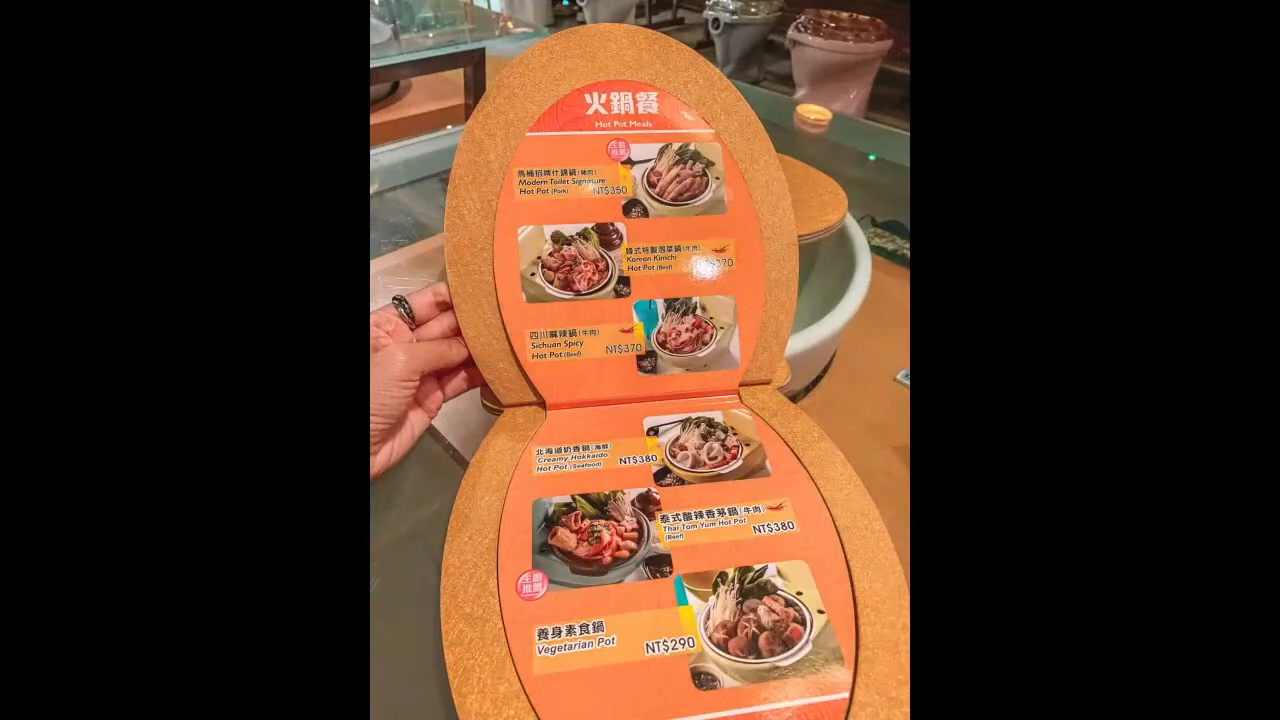 火鍋餐
Hot Pot Meals
主廚
推薦
馬桶招牌什錦鍋(豬肉)
Modern Toilet Signature
Hot Pot (Pork)
NT$350
韓式特製泡菜鍋(牛肉)
Korean Kimchi
Hot Pot (Beef)
NT$370
四川麻辣鍋(牛肉)
Sichuan Spicy
Hot Pot (Beef)
NT$370
北海道奶香鍋(海鮮)
Creamy Hokkaido
Hot Pot (Seafood)
NT$380
泰式酸辣香茅鍋(牛肉)
Thai Tom Yum Hot Pot
(Beef)
NT$380
主廚
推薦
養身素食鍋
Vegetarian Pot
NT$290